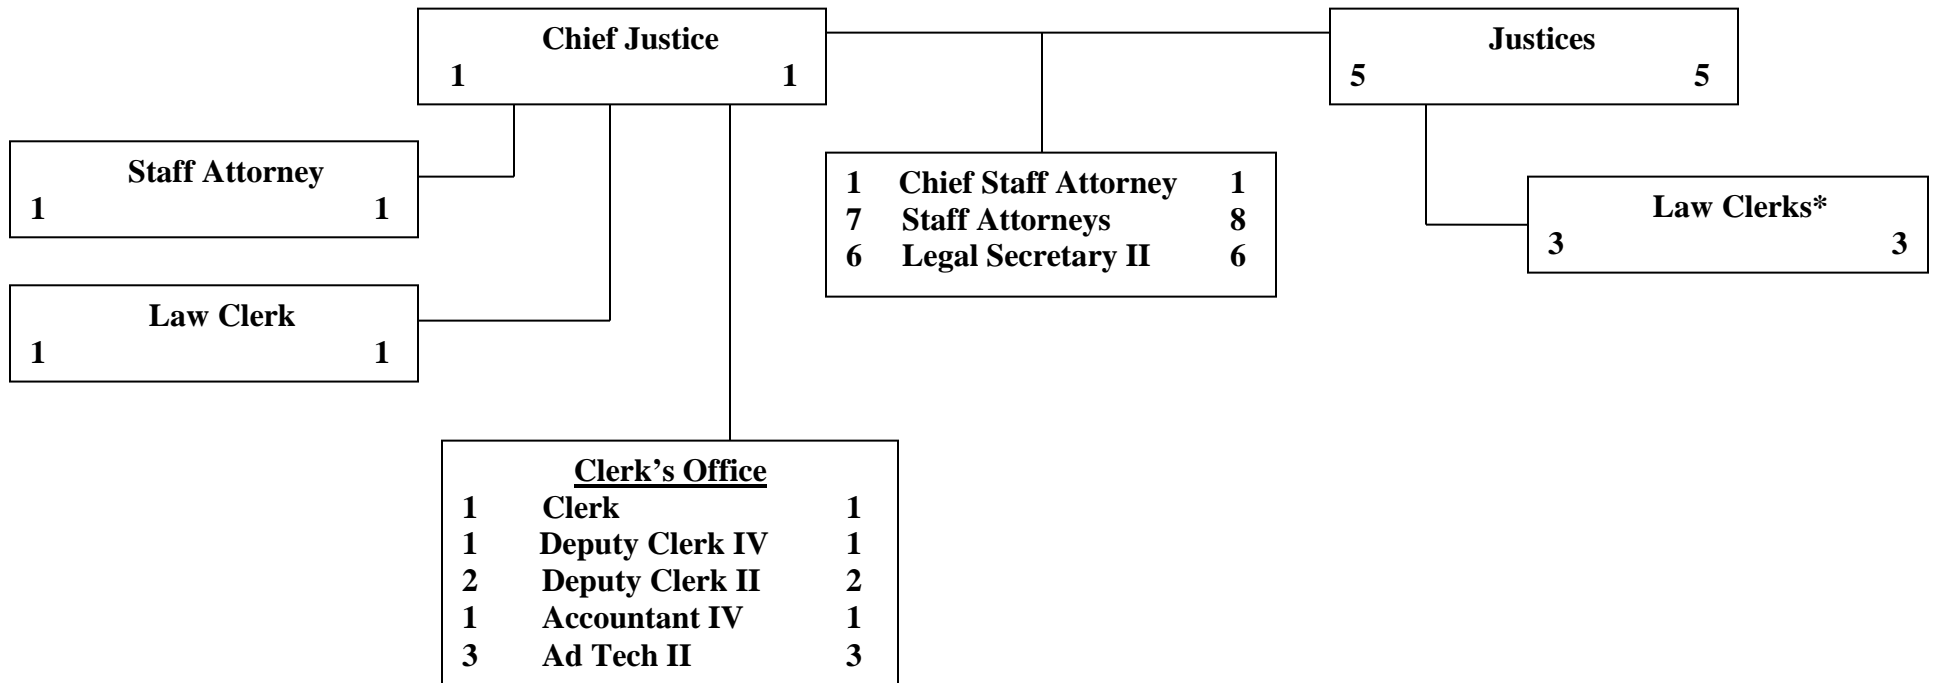 Chief Justice
1 1
Justices
5 5
Staff Attorney
1 1
1 Chief Staff Attorney 1
7 Staff Attorneys 8
6 Legal Secretary II 6
Law Clerks*
3 3
Law Clerk
1 1
Clerk’s Office
1 Clerk 1
1 Deputy Clerk IV 1
2 Deputy Clerk II 2
1 Accountant IV 1
3 Ad Tech II 3